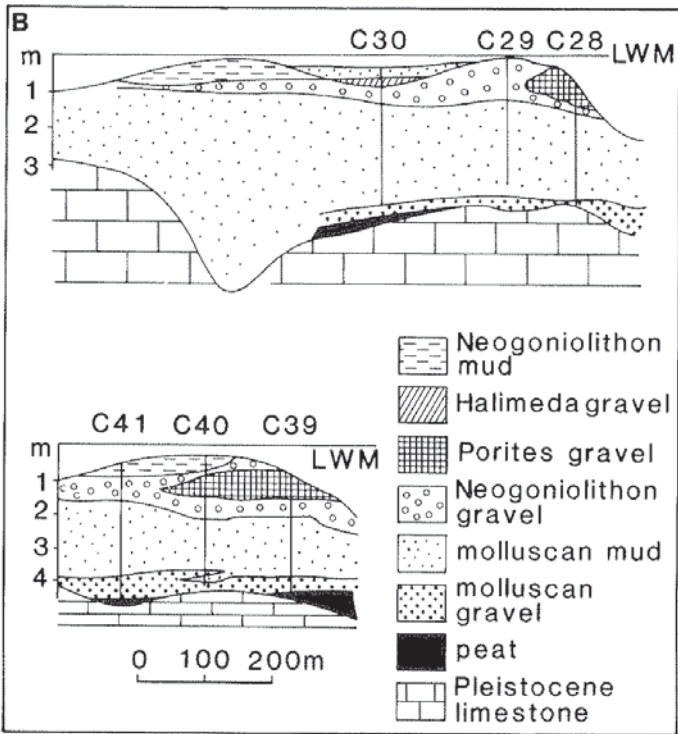 B
m
C30
C29
C28
LWM
1
2
3
C41
C40
C39
m
LWM
1
2
3
4
0 100 200m
Neogoniolithon
mud
Halimeda gravel
Porites gravel
Neogoniolithon
gravel
molluscan mud
molluscan
gravel
peat
Pleistocene
limestone